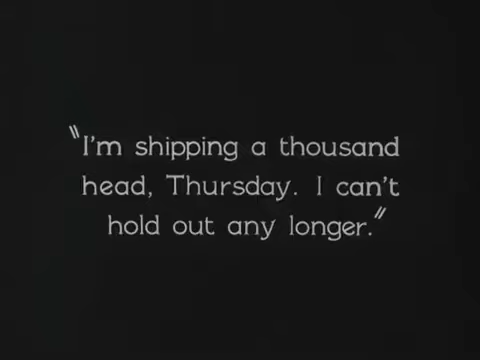 "I'm shipping a thousand
head, Thursday. I can't
hold out any longer."